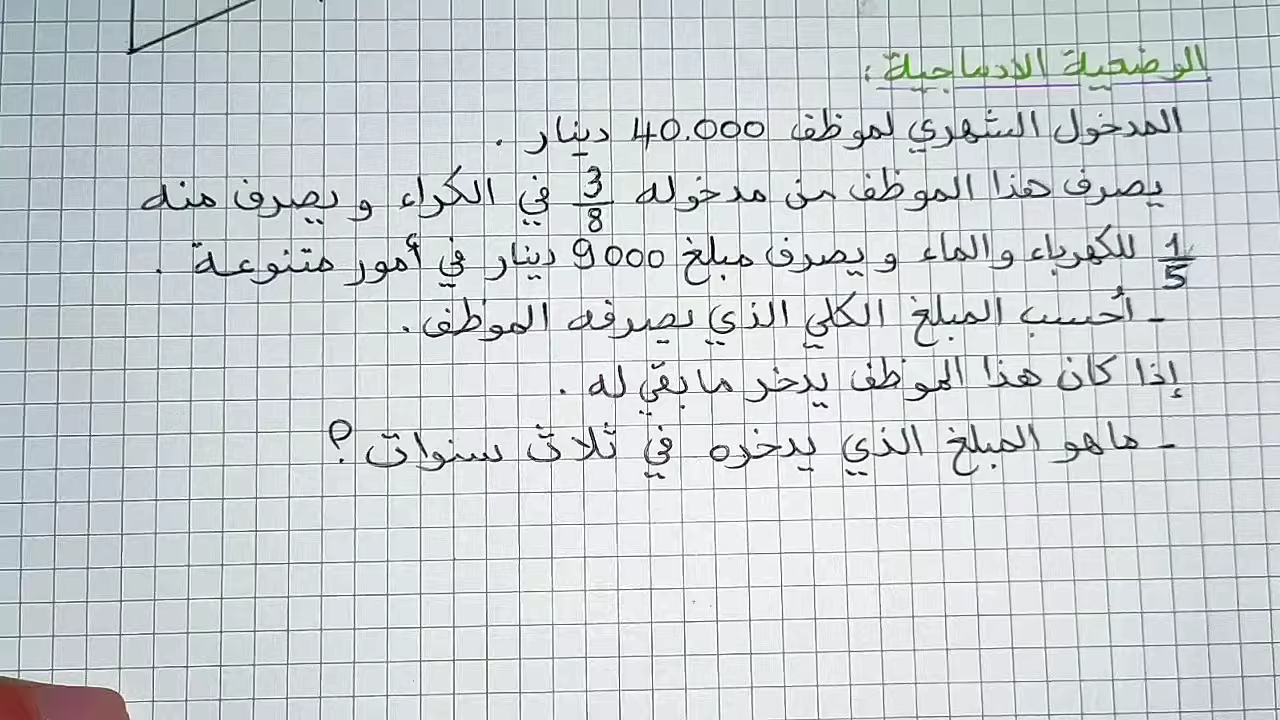 الوضعية الادماجية :
المدخول الشهري لموظف 40.000 دينار .
يصرف هذا الموظف من مدخوله 3/8 في الكراء و يصرف منه
1/5 للكهرباء والماء و يصرف مبلغ 9000 دينار في أمور متنوعة .
- أحسب المبلغ الكلي الذي يصرفه الموظف .
إذا كان هذا الموظف يدخر ما بقي له .
- ماهو المبلغ الذي يدخره في ثلاث سنوات ؟